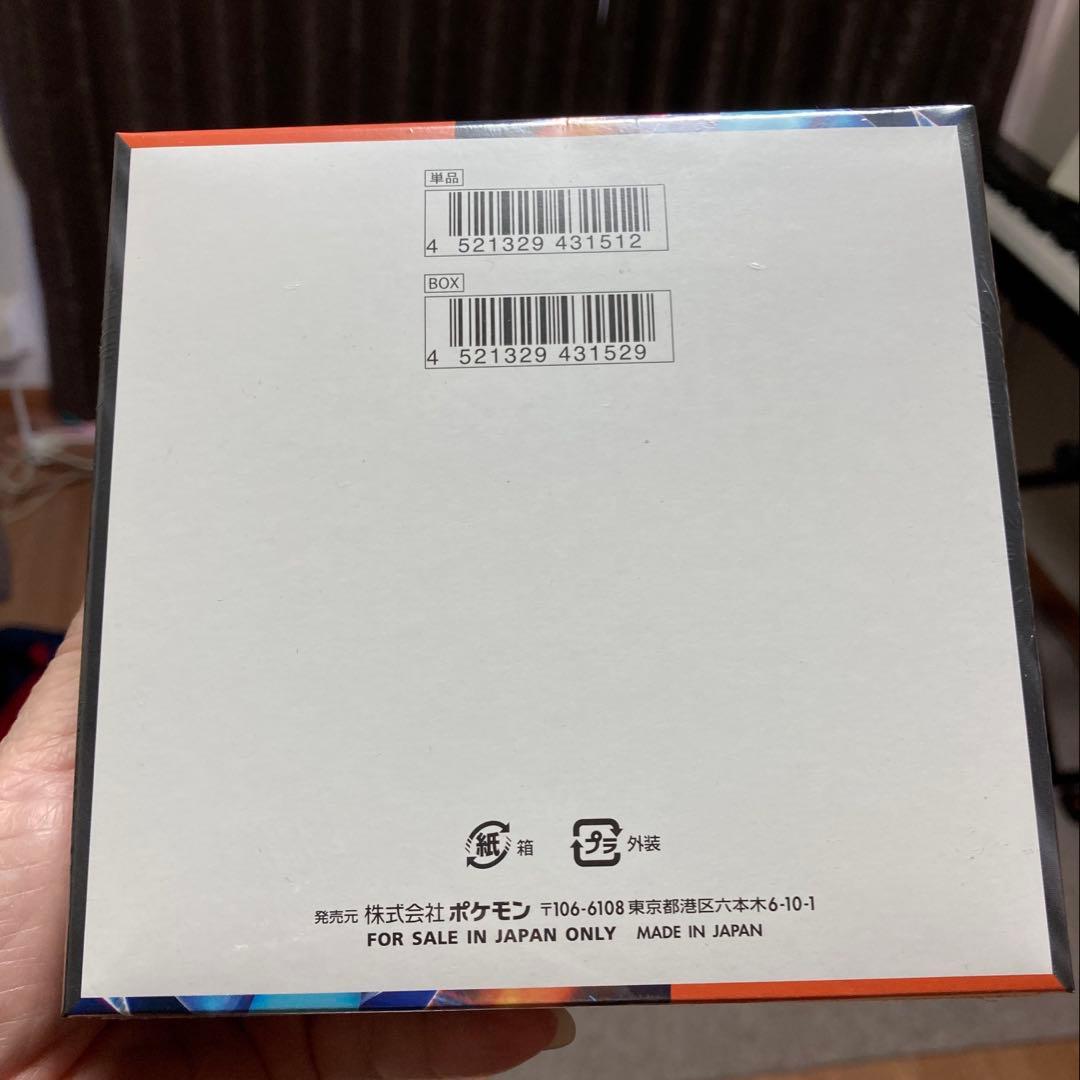 単品
4 521329 431512
BOX
4 521329 431529
紙 箱 プラ 外装
発売元 株式会社 ポケモン 〒106-6108 東京都港区六本木6-10-1
FOR SALE IN JAPAN ONLY MADE IN JAPAN